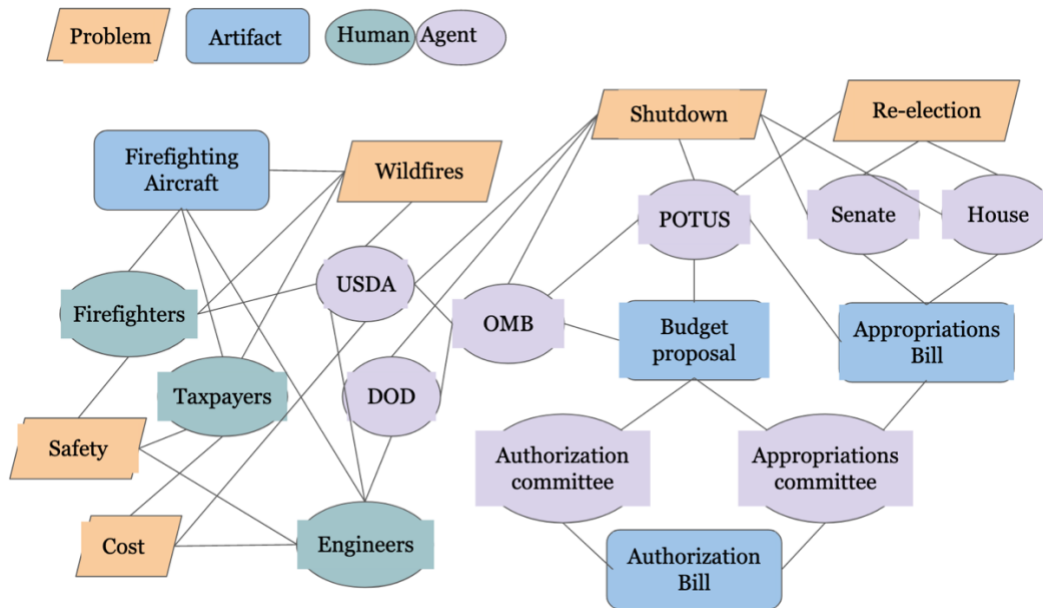 Problem
Artifact
Human Agent
Shutdown
Re-election
Firefighting
Aircraft
Wildfires
POTUS
Senate
House
USDA
Firefighters
OMB
Budget
proposal
Appropriations
Bill
Taxpayers
DOD
Safety
Authorization
committee
Appropriations
committee
Cost
Engineers
Authorization
Bill